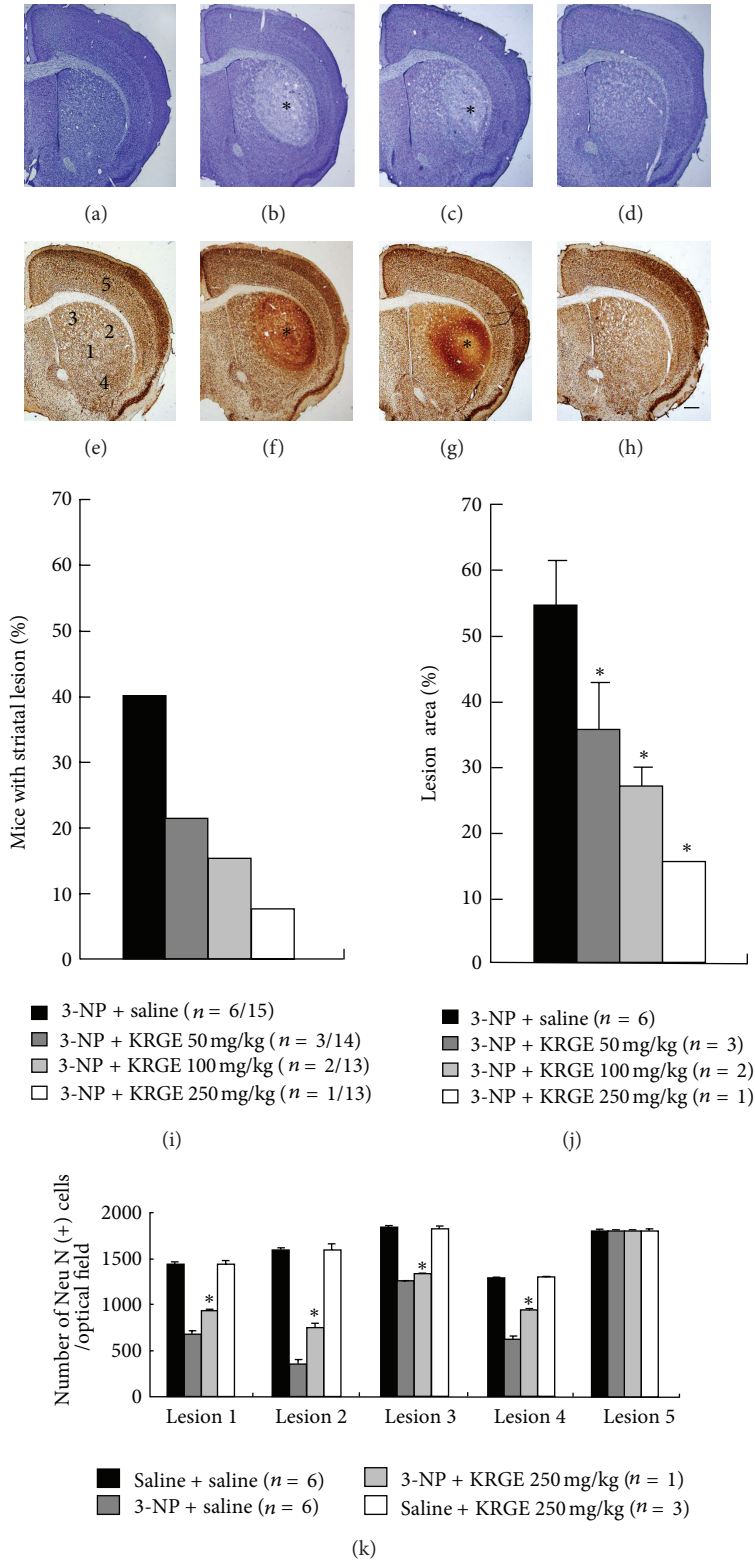 *
*
(a)
(b)
(c)
(d)
5
3
2
1
4
*
*
(e)
(f)
(g)
(h)
Mice with striatal lesion (%)
70
60
50
40
30
20
10
0
3-NP + saline (n = 6/15)
3-NP + KRGE 50 mg/kg (n = 3/14)
3-NP + KRGE 100 mg/kg (n = 2/13)
3-NP + KRGE 250 mg/kg (n = 1/13)
(i)
Lesion area (%)
70
60
50
40
30
20
10
0
*
*
*
3-NP + saline (n = 6)
3-NP + KRGE 50 mg/kg (n = 3)
3-NP + KRGE 100 mg/kg (n = 2)
3-NP + KRGE 250 mg/kg (n = 1)
(j)
Number of Neu N (+) cells
/optical field
2000
1500
1000
500
0
*
*
*
*
Lesion 1
Lesion 2
Lesion 3
Lesion 4
Lesion 5
Saline + saline (n = 6)
3-NP + saline (n = 6)
3-NP + KRGE 250 mg/kg (n = 1)
Saline + KRGE 250 mg/kg (n = 3)
(k)